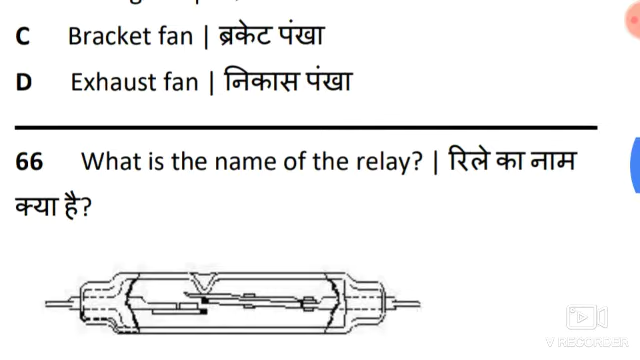 C Bracket fan | ब्रकेट पंखा
D Exhaust fan | निकास पंखा
66 What is the name of the relay? | रिले का नाम
क्या है?
V RECORDER